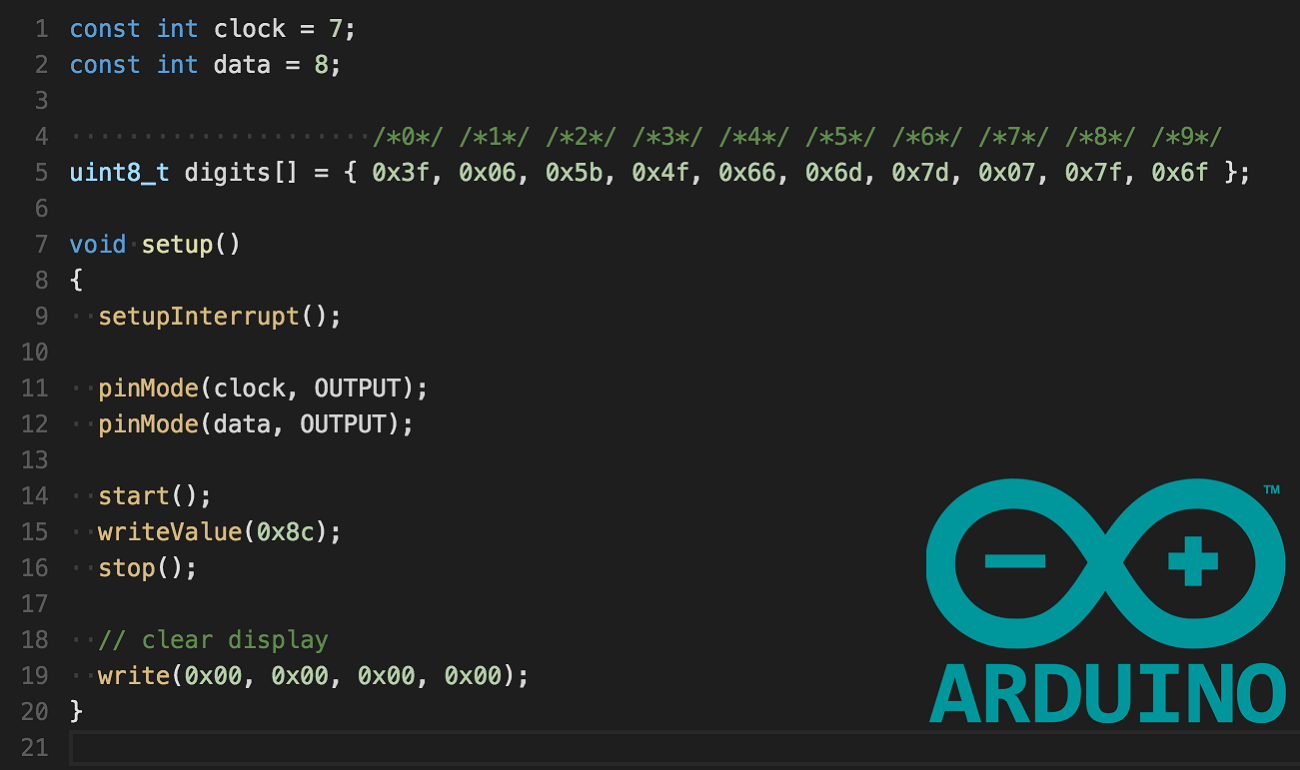 1 const int clock = 7;
2 const int data = 8;
3
4 /*0*/ /*1*/ /*2*/ /*3*/ /*4*/ /*5*/ /*6*/ /*7*/ /*8*/ /*9*/
5 uint8_t digits[] = { 0x3f, 0x06, 0x5b, 0x4f, 0x66, 0x6d, 0x7d, 0x07, 0x7f, 0x6f };
6
7 void setup()
8 {
9 setupInterrupt();
10
11 pinMode(clock, OUTPUT);
12 pinMode(data, OUTPUT);
13
14 start();
15 writeValue(0x8c);
16 stop();
17
18 // clear display
19 write(0x00, 0x00, 0x00, 0x00);
20 }
21
TM
ARDUINO